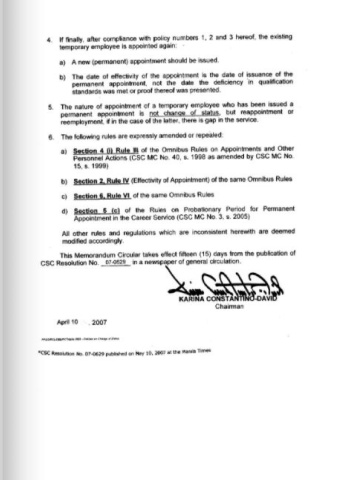 4. If finally, after compliance with policy numbers 1, 2 and 3 hereof, the existing
temporary employee is appointed again:
a) A new (permanent) appointment should be issued.
b) The date of effectivity of the appointment is the date of issuance of the
permanent appointment, not the date the deficiency in qualification
standards was met or proof thereof was presented.
5. The nature of appointment of a temporary employee who has been issued a
permanent appointment is not change of status, but reappointment or
reemployment, if in the case of the latter, there is gap in the service.
6. The following rules are expressly amended or repealed:
a) Section 4 (i) Rule III of the Omnibus Rules on Appointments and Other
Personnel Actions (CSC MC No. 40, s. 1998 as amended by CSC MC No.
15, s. 1999)
b) Section 2, Rule IV (Effectivity of Appointment) of the same Omnibus Rules
c) Section 6, Rule VI, of the same Omnibus Rules
d) Section 5 (c) of the Rules on Probationary Period for Permanent
Appointment in the Career Service (CSC MC No. 3, s. 2005)
All other rules and regulations which are inconsistent herewith are deemed
modified accordingly.
This Memorandum Circular takes effect fifteen (15) days from the publication of
CSC Resolution No. 07-0629 in a newspaper of general circulation.
KARINA CONSTANTINO-DAVID
Chairman
April 10 , 2007
*CSC Resolution No. 07-0629 published on May 10, 2007 at the Manila Times